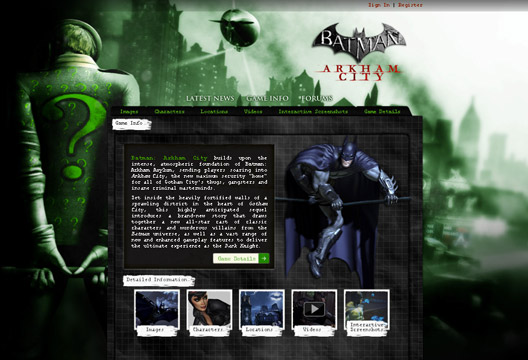 Sign In | Register
BATMAN
ARKHAM
CITY
LATEST NEWS GAME INFO FORUMS
Images Characters Locations Videos Interactive Screenshots Game Details
Game Info
Batman: Arkham City builds upon the
intense, atmospheric foundation of Batman:
Arkham Asylum, sending players soaring into
Arkham City, the new maximum security "home"
for all of Gotham City's thugs, gangsters and
insane criminal masterminds.
Set inside the heavily fortified walls of a
sprawling district in the heart of Gotham
City, this highly anticipated sequel
introduces a brand-new story that draws
together a new all-star cast of classic
characters and murderous villains from the
Batman universe, as well as a vast range of
new and enhanced gameplay features to deliver
the ultimate experience as the Dark Knight.
Game Details
Detailed Information
Images Characters Locations Videos Interactive
Screenshots